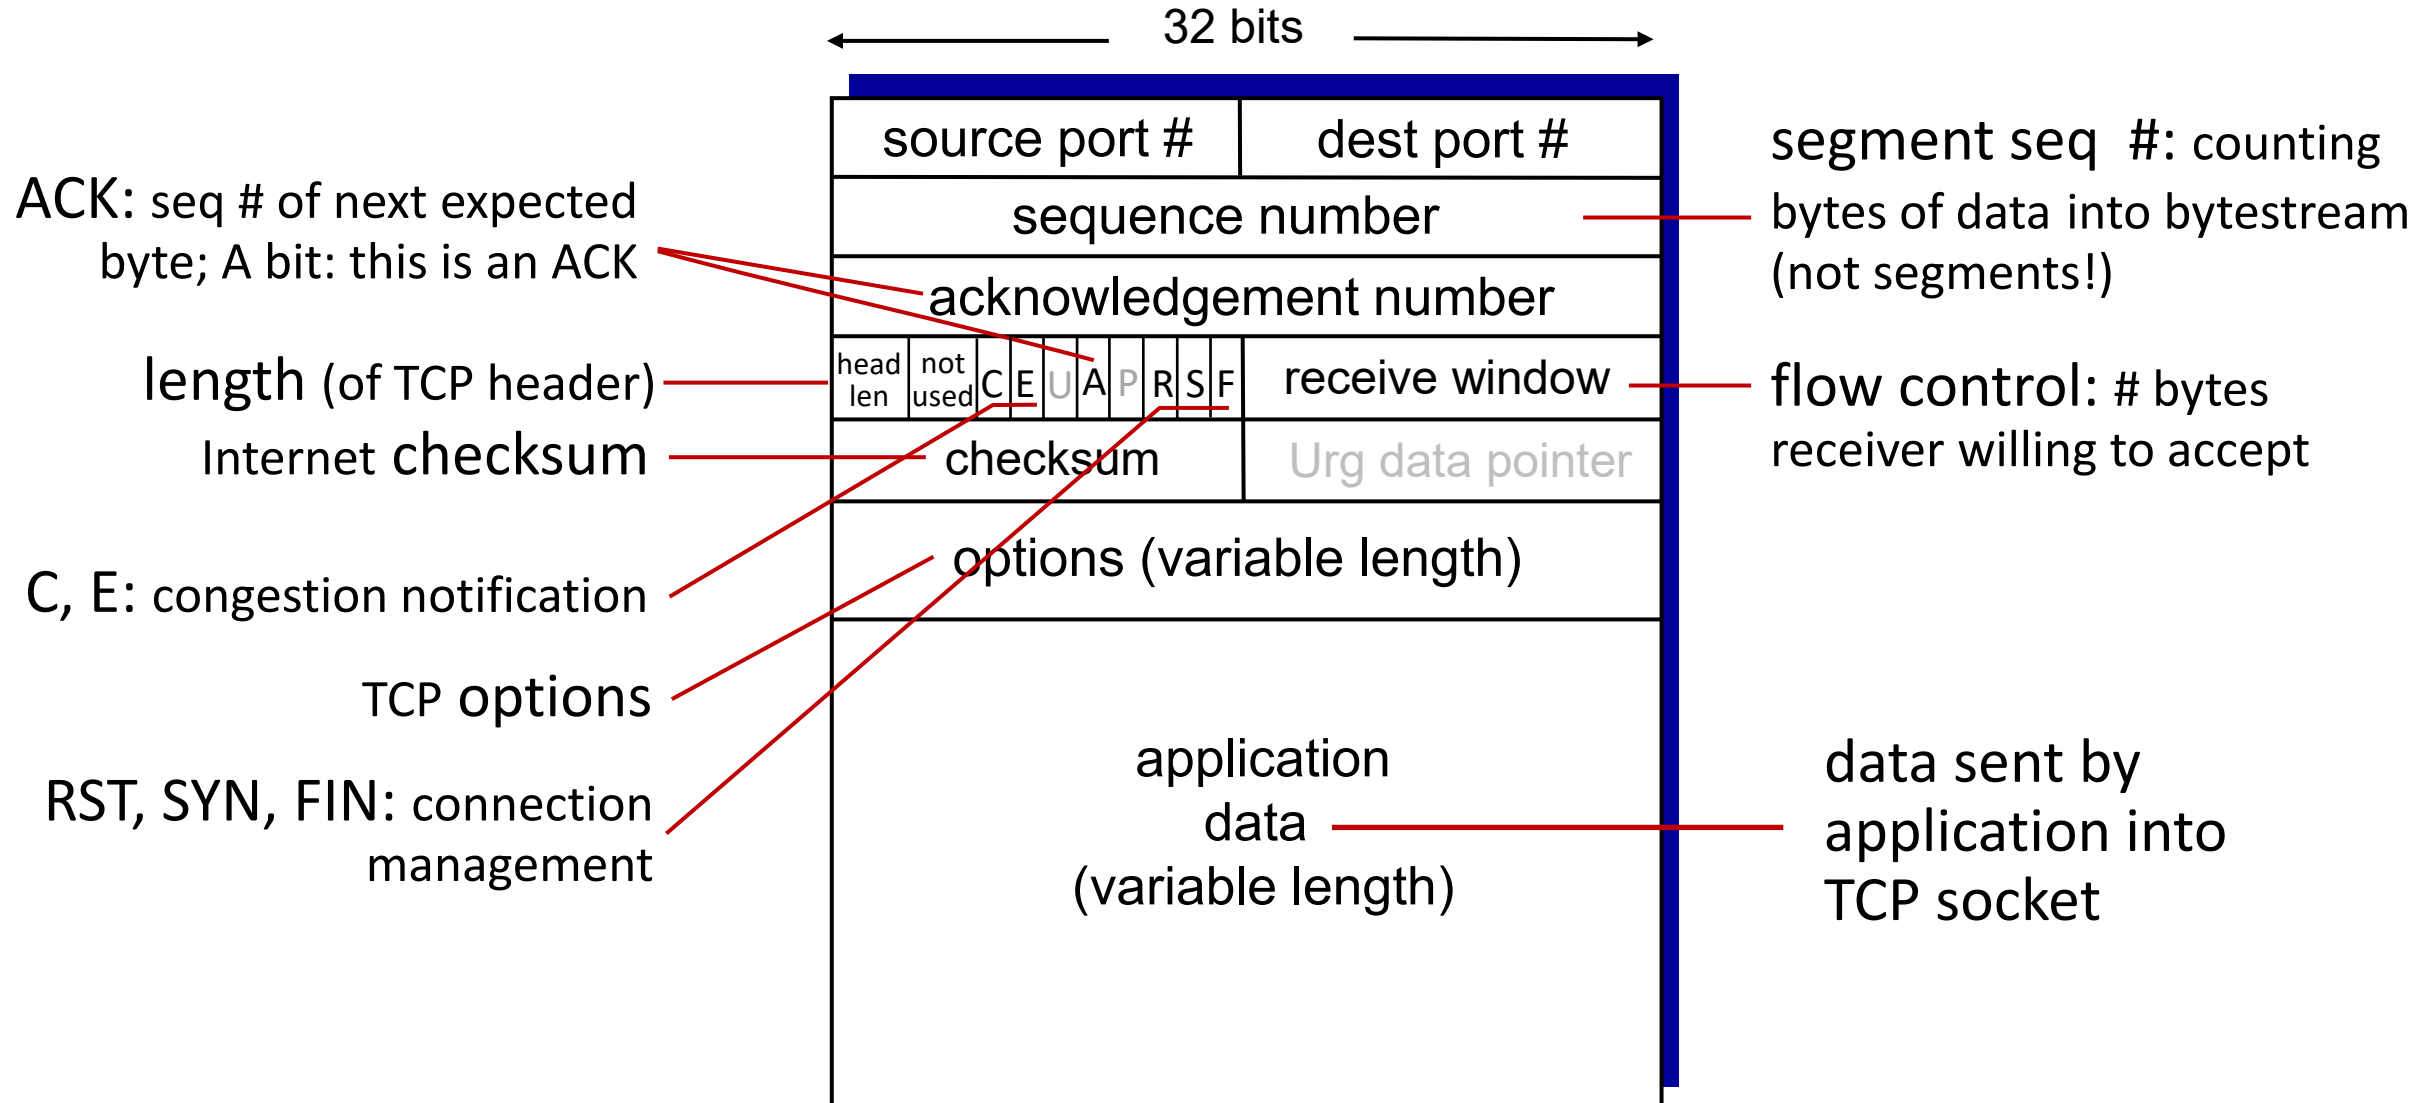 32 bits
source port #
dest port #
sequence number
acknowledgement number
head
len
not
used
C E U A P R S F
receive window
checksum
Urg data pointer
options (variable length)
application
data
(variable length)
ACK: seq # of next expected
byte; A bit: this is an ACK
length (of TCP header)
Internet checksum
C, E: congestion notification
TCP options
RST, SYN, FIN: connection
management
segment seq #: counting
bytes of data into bytestream
(not segments!)
flow control: # bytes
receiver willing to accept
data sent by
application into
TCP socket